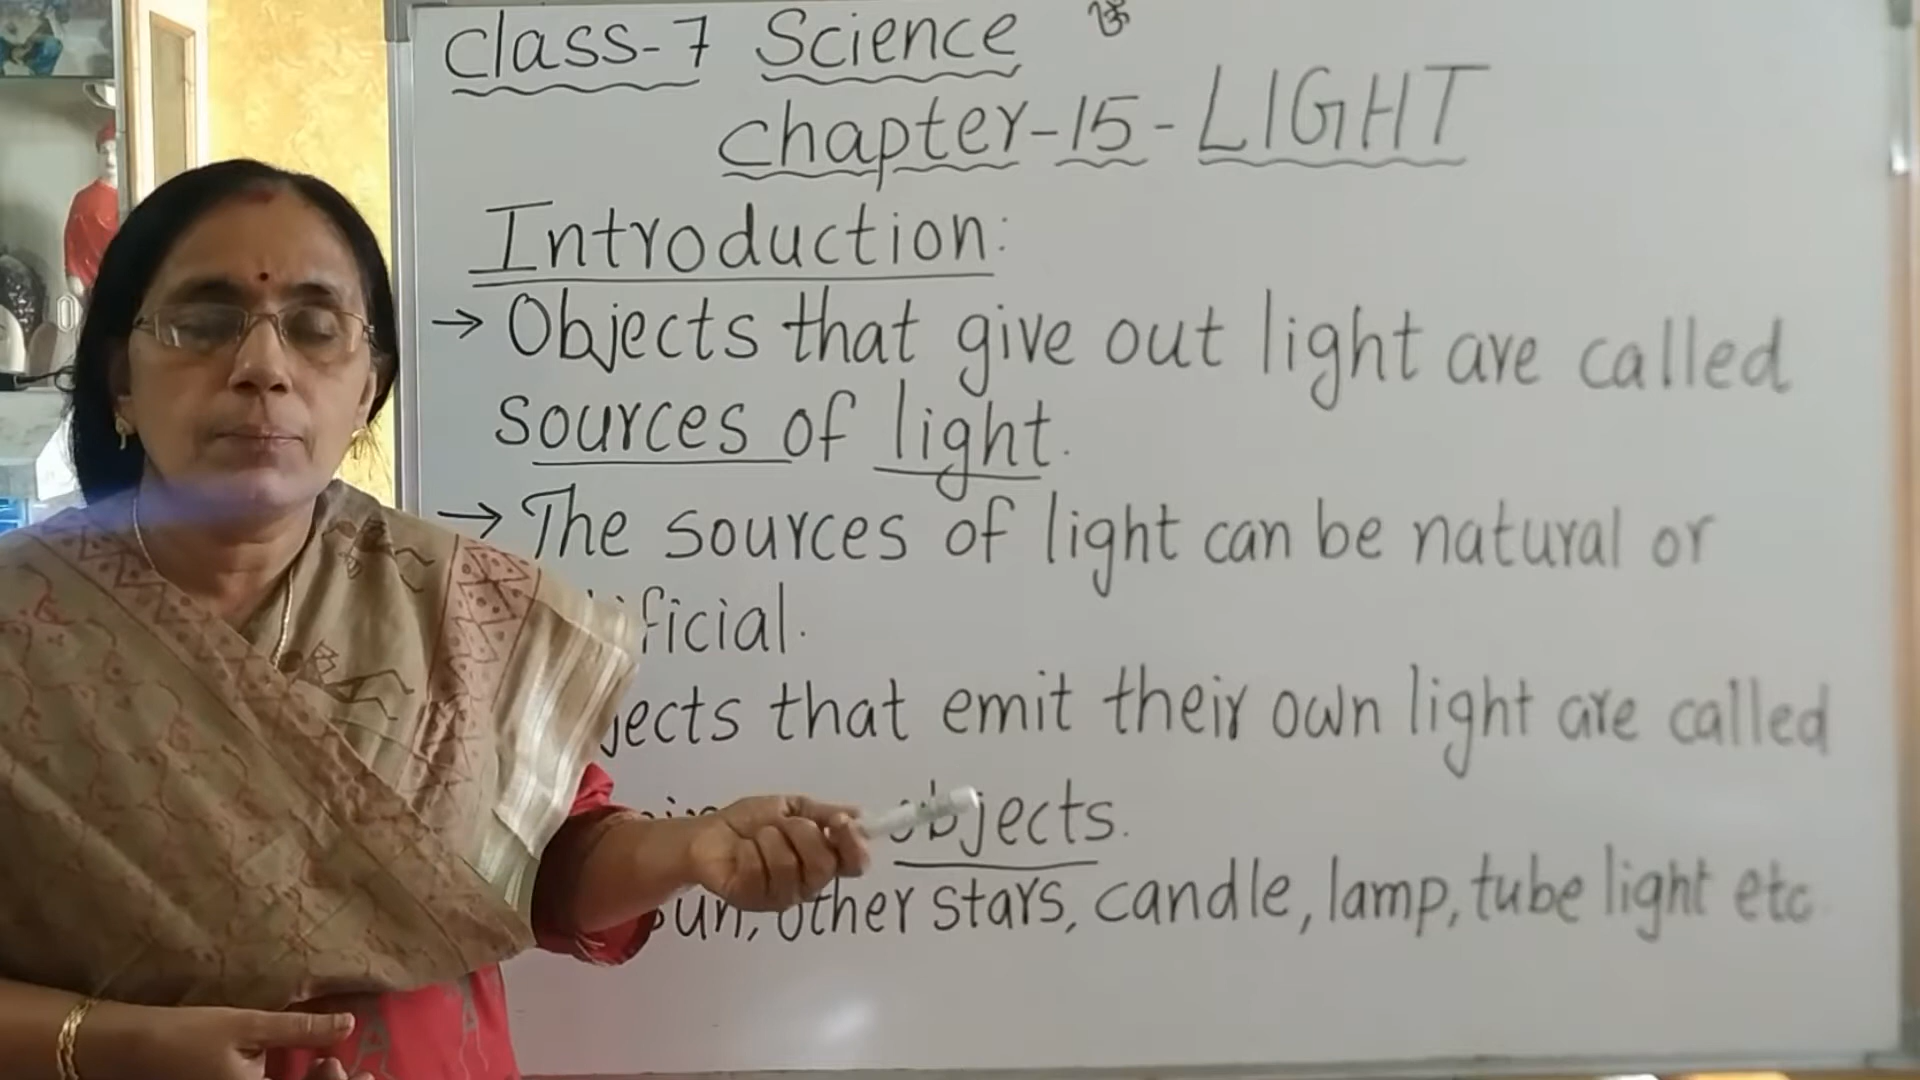 Class-7 Science ॐ
Chapter-15-LIGHT
Introduction:
→ Objects that give out light are called
sources of light.
→ The sources of light can be natural or
ificial.
jects that emit their own light are called
objects.
sun, other stars, candle, lamp, tube light etc